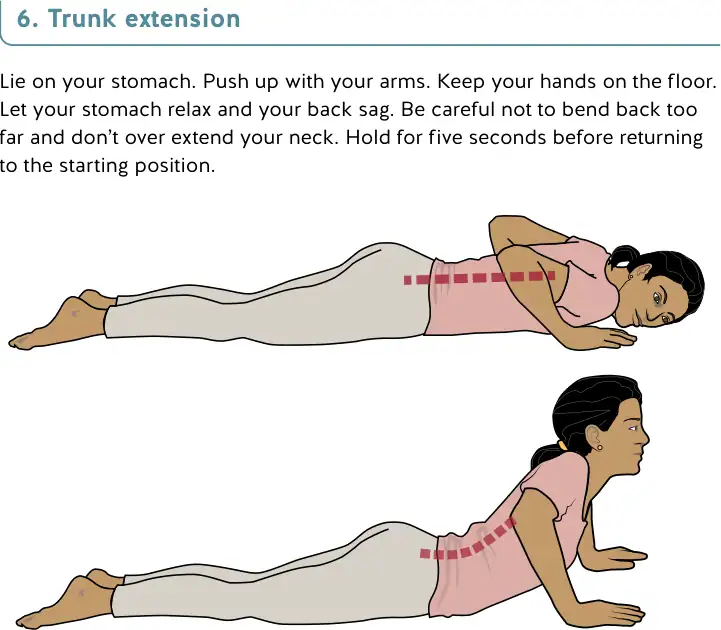 6. Trunk extension
Lie on your stomach. Push up with your arms. Keep your hands on the floor.
Let your stomach relax and your back sag. Be careful not to bend back too
far and don’t over extend your neck. Hold for five seconds before returning
to the starting position.